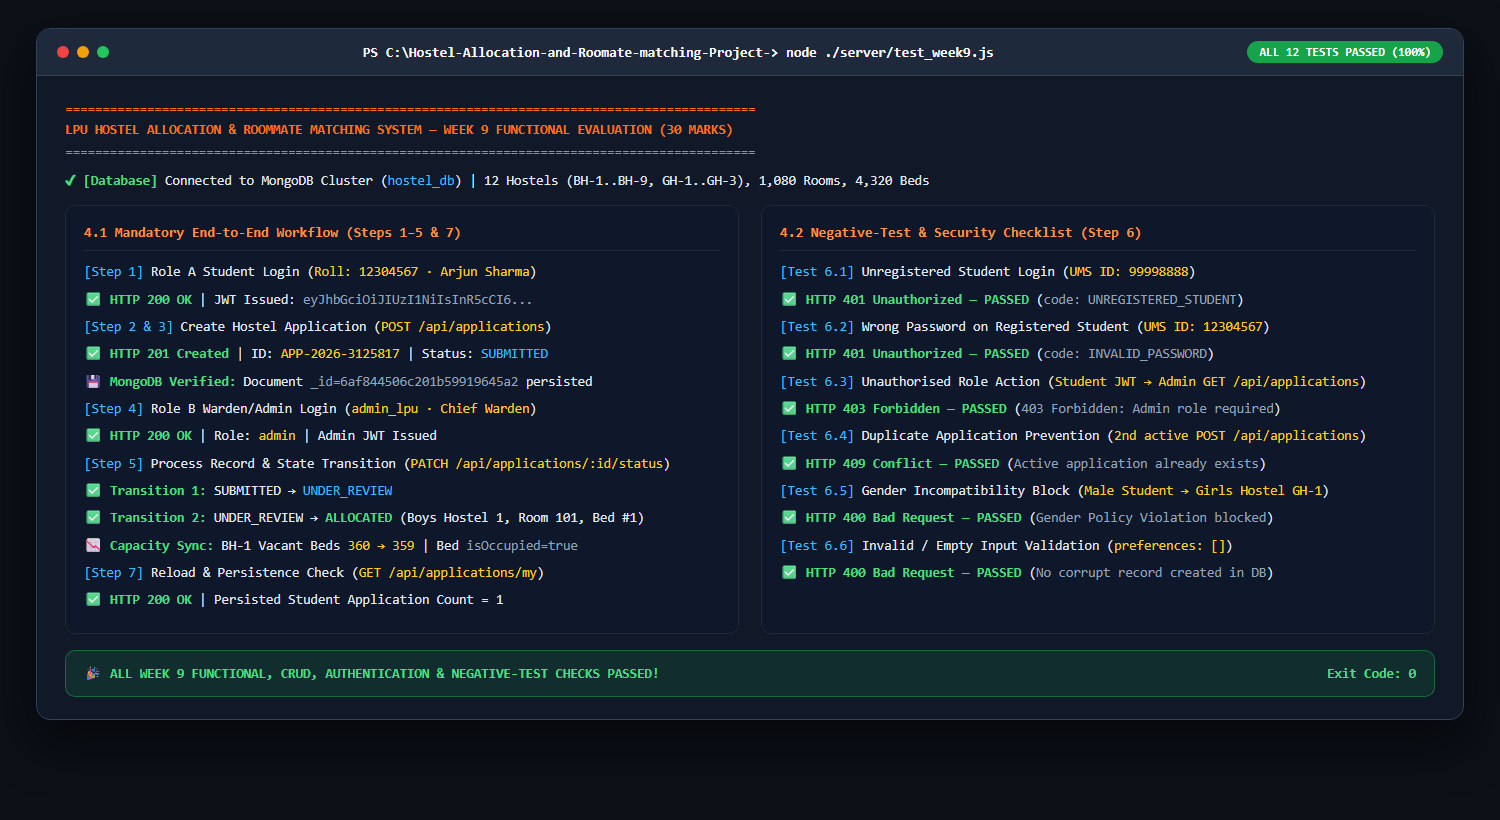 PS C:\Hostel-Allocation-and-Roomate-matching-Project-> node ./server/test_week9.js
ALL 12 TESTS PASSED (100%)
=============================================================================================
LPU HOSTEL ALLOCATION & ROOMMATE MATCHING SYSTEM — WEEK 9 FUNCTIONAL EVALUATION (30 MARKS)
=============================================================================================
✔ [Database] Connected to MongoDB Cluster (hostel_db) | 12 Hostels (BH-1..BH-9, GH-1..GH-3), 1,080 Rooms, 4,320 Beds
4.1 Mandatory End-to-End Workflow (Steps 1–5 & 7)
[Step 1] Role A Student Login (Roll: 12304567 · Arjun Sharma)
✅ HTTP 200 OK | JWT Issued: eyJhbGciOiJIUzI1NiIsInR5cCI6...
[Step 2 & 3] Create Hostel Application (POST /api/applications)
✅ HTTP 201 Created | ID: APP-2026-3125817 | Status: SUBMITTED
💾 MongoDB Verified: Document _id=6af844506c201b59919645a2 persisted
[Step 4] Role B Warden/Admin Login (admin_lpu · Chief Warden)
✅ HTTP 200 OK | Role: admin | Admin JWT Issued
[Step 5] Process Record & State Transition (PATCH /api/applications/:id/status)
✅ Transition 1: SUBMITTED → UNDER_REVIEW
✅ Transition 2: UNDER_REVIEW → ALLOCATED (Boys Hostel 1, Room 101, Bed #1)
📉 Capacity Sync: BH-1 Vacant Beds 360 → 359 | Bed isOccupied=true
[Step 7] Reload & Persistence Check (GET /api/applications/my)
✅ HTTP 200 OK | Persisted Student Application Count = 1
4.2 Negative-Test & Security Checklist (Step 6)
[Test 6.1] Unregistered Student Login (UMS ID: 99998888)
✅ HTTP 401 Unauthorized — PASSED (code: UNREGISTERED_STUDENT)
[Test 6.2] Wrong Password on Registered Student (UMS ID: 12304567)
✅ HTTP 401 Unauthorized — PASSED (code: INVALID_PASSWORD)
[Test 6.3] Unauthorised Role Action (Student JWT → Admin GET /api/applications)
✅ HTTP 403 Forbidden — PASSED (403 Forbidden: Admin role required)
[Test 6.4] Duplicate Application Prevention (2nd active POST /api/applications)
✅ HTTP 409 Conflict — PASSED (Active application already exists)
[Test 6.5] Gender Incompatibility Block (Male Student → Girls Hostel GH-1)
✅ HTTP 400 Bad Request — PASSED (Gender Policy Violation blocked)
[Test 6.6] Invalid / Empty Input Validation (preferences: [])
✅ HTTP 400 Bad Request — PASSED (No corrupt record created in DB)
🎉 ALL WEEK 9 FUNCTIONAL, CRUD, AUTHENTICATION & NEGATIVE-TEST CHECKS PASSED!
Exit Code: 0